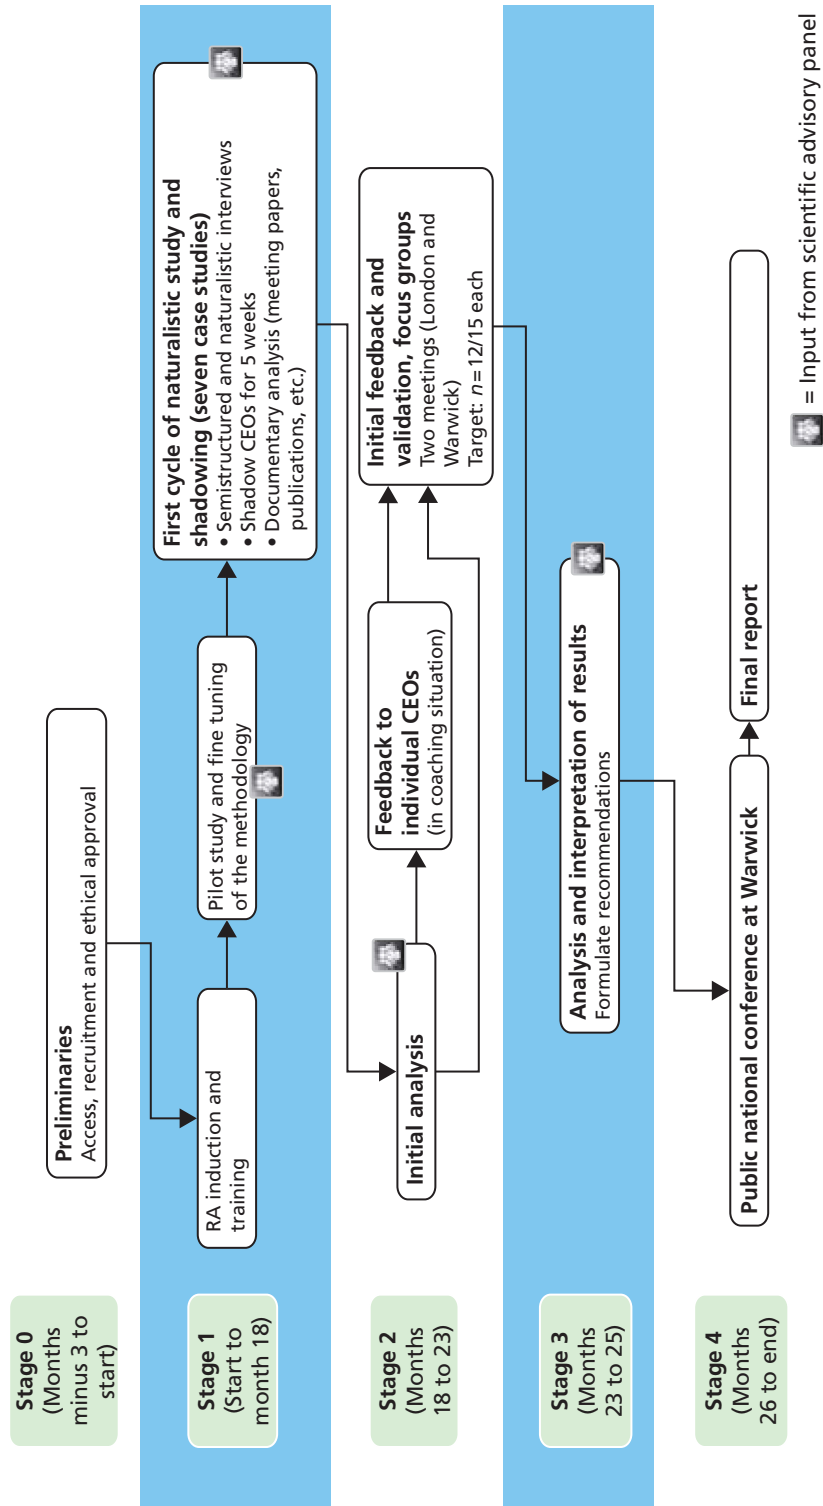 Stage 0
(Months
minus 3 to
start)
Preliminaries
Access, recruitment and ethical approval
Stage 1
(Start to
month 18)
RA induction and
training
Pilot study and fine tuning
of the methodology
First cycle of naturalistic study and
shadowing (seven case studies)
• Semistructured and naturalistic interviews
• Shadow CEOs for 5 weeks
• Documentary analysis (meeting papers,
publications, etc.)
Stage 2
(Months
18 to 23)
Initial analysis
Feedback to
individual CEOs
(in coaching situation)
Initial feedback and
validation, focus groups
Two meetings (London and
Warwick)
Target: n=12/15 each
Stage 3
(Months
23 to 25)
Analysis and interpretation of results
Formulate recommendations
Stage 4
(Months
26 to end)
Public national conference at Warwick
Final report
= Input from scientific advisory panel